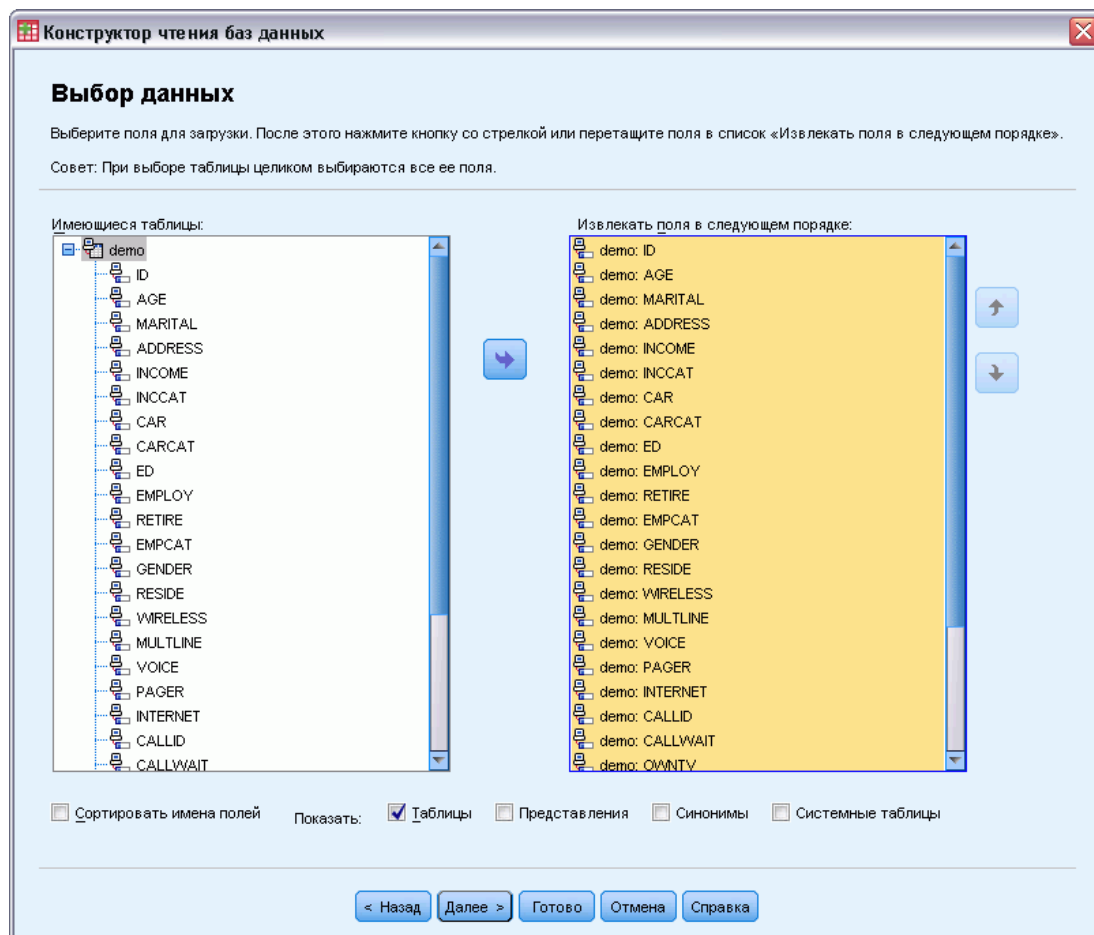 Конструктор чтения баз данных
Выбор данных
Выберите поля для загрузки. После этого нажмите кнопку со стрелкой или перетащите поля в список «Извлекать поля в следующем порядке».
Совет: При выборе таблицы целиком выбираются все ее поля.
Имеющиеся таблицы:
demo
ID
AGE
MARITAL
ADDRESS
INCOME
INCCAT
CAR
CARCAT
ED
EMPLOY
RETIRE
EMPCAT
GENDER
RESIDE
WIRELESS
MULTLINE
VOICE
PAGER
INTERNET
CALLID
CALLWAIT
Извлекать поля в следующем порядке:
demo: ID
demo: AGE
demo: MARITAL
demo: ADDRESS
demo: INCOME
demo: INCCAT
demo: CAR
demo: CARCAT
demo: ED
demo: EMPLOY
demo: RETIRE
demo: EMPCAT
demo: GENDER
demo: RESIDE
demo: WIRELESS
demo: MULTLINE
demo: VOICE
demo: PAGER
demo: INTERNET
demo: CALLID
demo: CALLWAIT
demo: OWNTV
Сортировать имена полей Показать: Таблицы Представления Синонимы Системные таблицы
< Назад Далее > Готово Отмена Справка